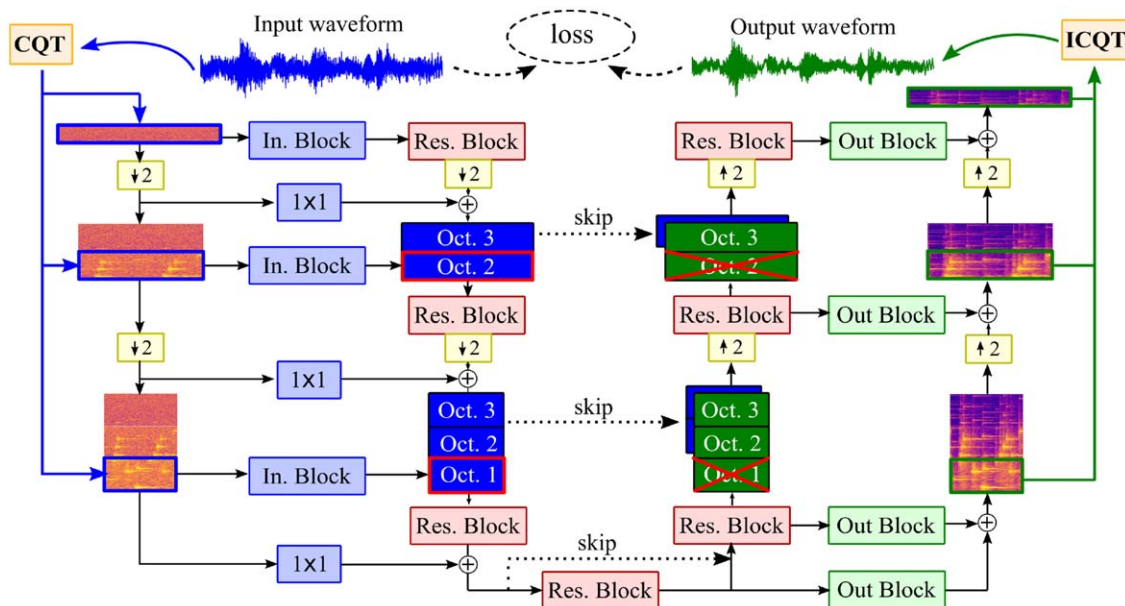 CQT
Input waveform
loss
Output waveform
ICQT
In. Block
Res. Block
Res. Block
Out Block
↓2
↓2
↑2
↑2
1x1
skip
Oct. 3
Oct. 3
In. Block
Oct. 2
Oct. 2
Res. Block
Res. Block
Out Block
↓2
↓2
↑2
↑2
1x1
skip
Oct. 3
Oct. 3
Oct. 2
Oct. 2
In. Block
Oct. 1
Oct. 1
Res. Block
Res. Block
Out Block
skip
1x1
Res. Block
Out Block